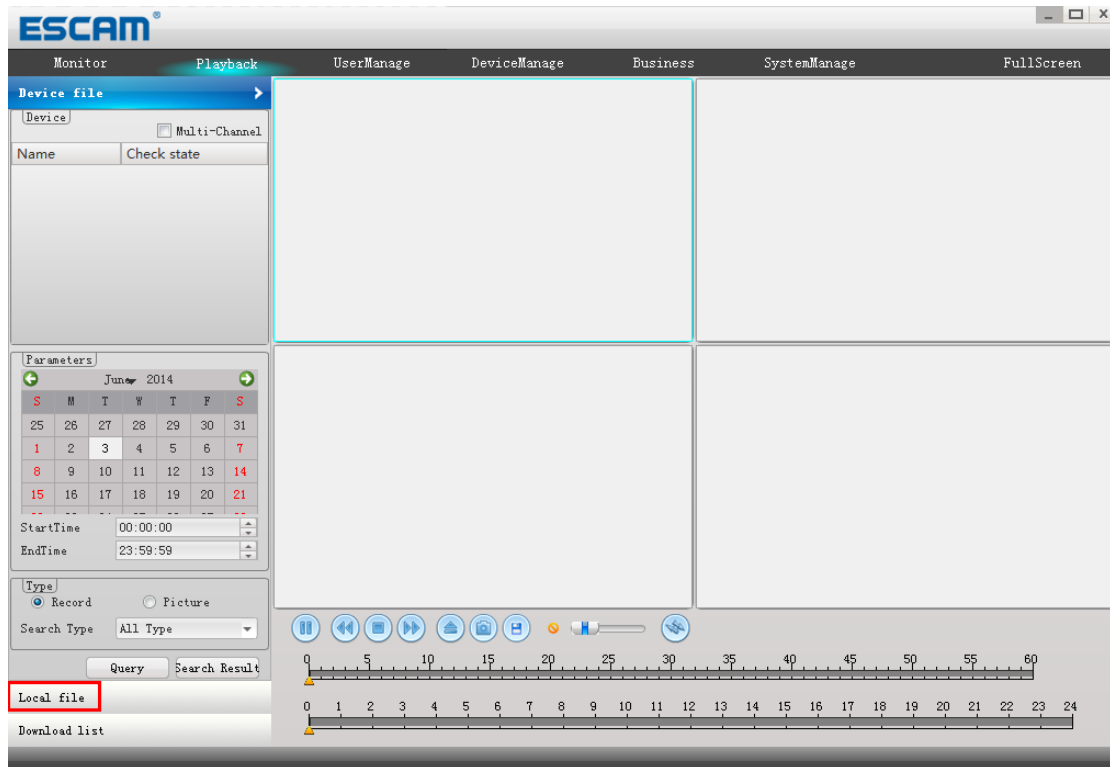 ESCAM®
Monitor Playback UserManage DeviceManage Business SystemManage FullScreen
Device file
Device
Multi-Channel
Name Check state
Parameters
June 2014
S M T W T F S
25 26 27 28 29 30 31
1 2 3 4 5 6 7
8 9 10 11 12 13 14
15 16 17 18 19 20 21
StartTime 00:00:00
EndTime 23:59:59
Type
Record Picture
Search Type All Type
Query Search Result
Local file
Download list
0 5 10 15 20 25 30 35 40 45 50 55 60
0 1 2 3 4 5 6 7 8 9 10 11 12 13 14 15 16 17 18 19 20 21 22 23 24